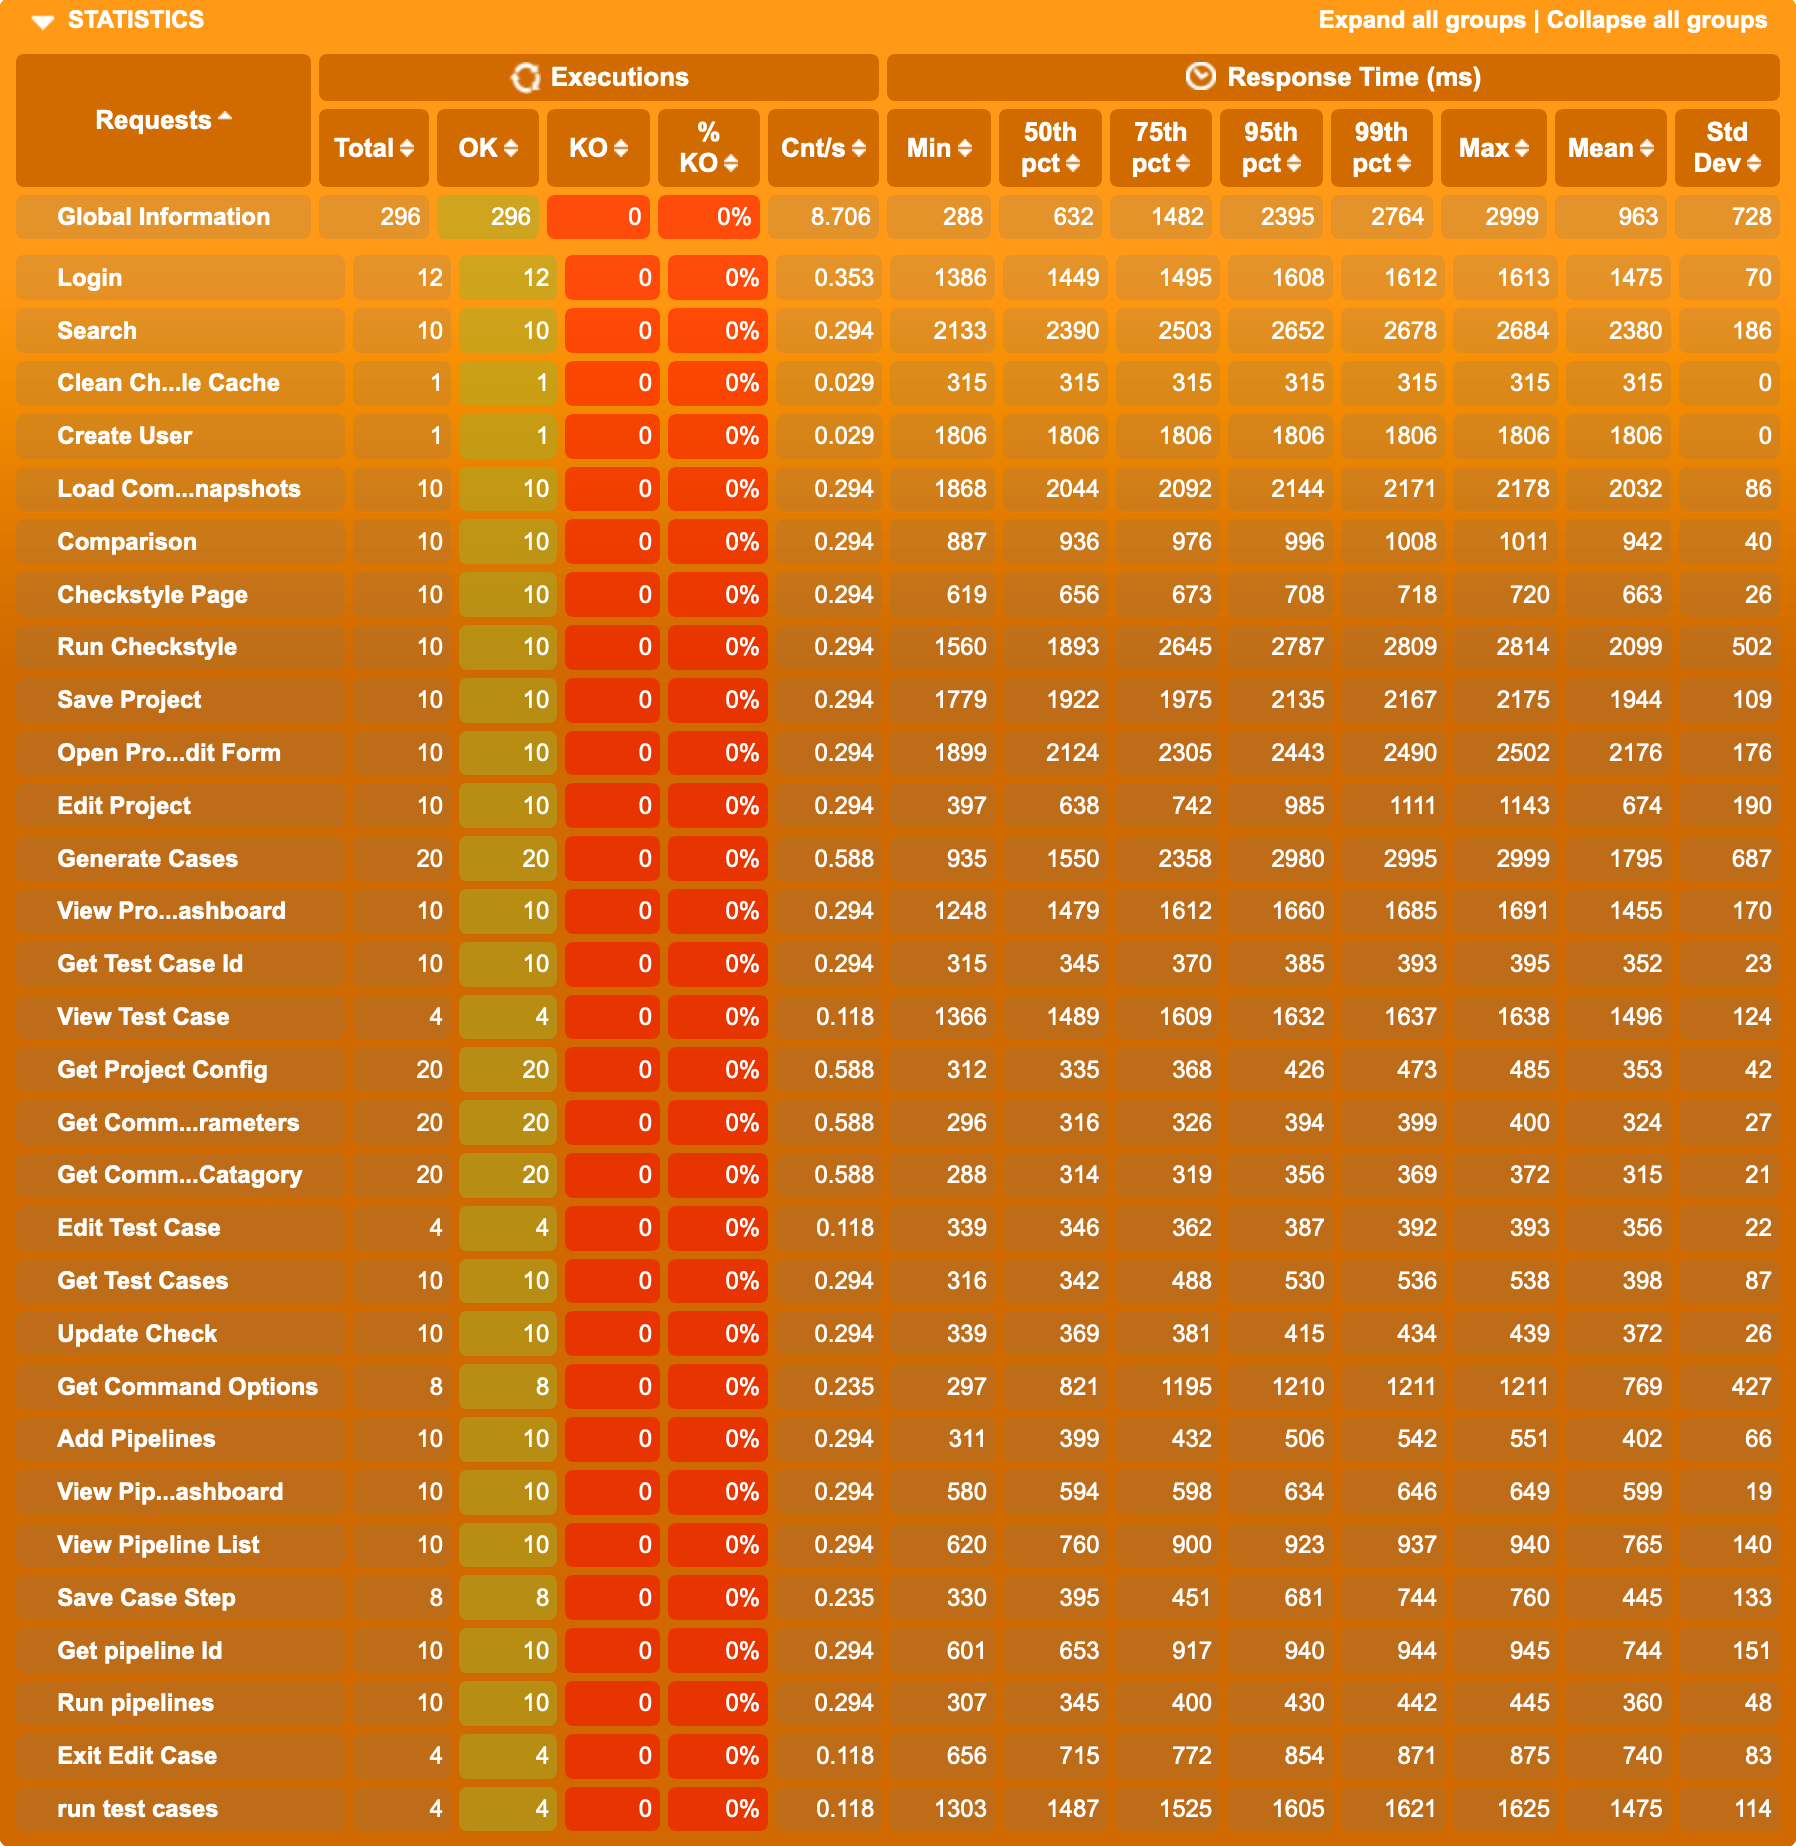 STATISTICS Expand all groups | Collapse all groups
Requests Executions Response Time (ms)
Total OK KO % KO Cnt/s Min 50th pct 75th pct 95th pct 99th pct Max Mean Std Dev
Global Information 296 296 0 0% 8.706 288 632 1482 2395 2764 2999 963 728
Login 12 12 0 0% 0.353 1386 1449 1495 1608 1612 1613 1475 70
Search 10 10 0 0% 0.294 2133 2390 2503 2652 2678 2684 2380 186
Clean Ch...le Cache 1 1 0 0% 0.029 315 315 315 315 315 315 315 0
Create User 1 1 0 0% 0.029 1806 1806 1806 1806 1806 1806 1806 0
Load Com...napshots 10 10 0 0% 0.294 1868 2044 2092 2144 2171 2178 2032 86
Comparison 10 10 0 0% 0.294 887 936 976 996 1008 1011 942 40
Checkstyle Page 10 10 0 0% 0.294 619 656 673 708 718 720 663 26
Run Checkstyle 10 10 0 0% 0.294 1560 1893 2645 2787 2809 2814 2099 502
Save Project 10 10 0 0% 0.294 1779 1922 1975 2135 2167 2175 1944 109
Open Pro...dit Form 10 10 0 0% 0.294 1899 2124 2305 2443 2490 2502 2176 176
Edit Project 10 10 0 0% 0.294 397 638 742 985 1111 1143 674 190
Generate Cases 20 20 0 0% 0.588 935 1550 2358 2980 2995 2999 1795 687
View Pro...ashboard 10 10 0 0% 0.294 1248 1479 1612 1660 1685 1691 1455 170
Get Test Case Id 10 10 0 0% 0.294 315 345 370 385 393 395 352 23
View Test Case 4 4 0 0% 0.118 1366 1489 1609 1632 1637 1638 1496 124
Get Project Config 20 20 0 0% 0.588 312 335 368 426 473 485 353 42
Get Comm...rameters 20 20 0 0% 0.588 296 316 326 394 399 400 324 27
Get Comm...Catagory 20 20 0 0% 0.588 288 314 319 356 369 372 315 21
Edit Test Case 4 4 0 0% 0.118 339 346 362 387 392 393 356 22
Get Test Cases 10 10 0 0% 0.294 316 342 488 530 536 538 398 87
Update Check 10 10 0 0% 0.294 339 369 381 415 434 439 372 26
Get Command Options 8 8 0 0% 0.235 297 821 1195 1210 1211 1211 769 427
Add Pipelines 10 10 0 0% 0.294 311 399 432 506 542 551 402 66
View Pip...ashboard 10 10 0 0% 0.294 580 594 598 634 646 649 599 19
View Pipeline List 10 10 0 0% 0.294 620 760 900 923 937 940 765 140
Save Case Step 8 8 0 0% 0.235 330 395 451 681 744 760 445 133
Get pipeline Id 10 10 0 0% 0.294 601 653 917 940 944 945 744 151
Run pipelines 10 10 0 0% 0.294 307 345 400 430 442 445 360 48
Exit Edit Case 4 4 0 0% 0.118 656 715 772 854 871 875 740 83
run test cases 4 4 0 0% 0.118 1303 1487 1525 1605 1621 1625 1475 114